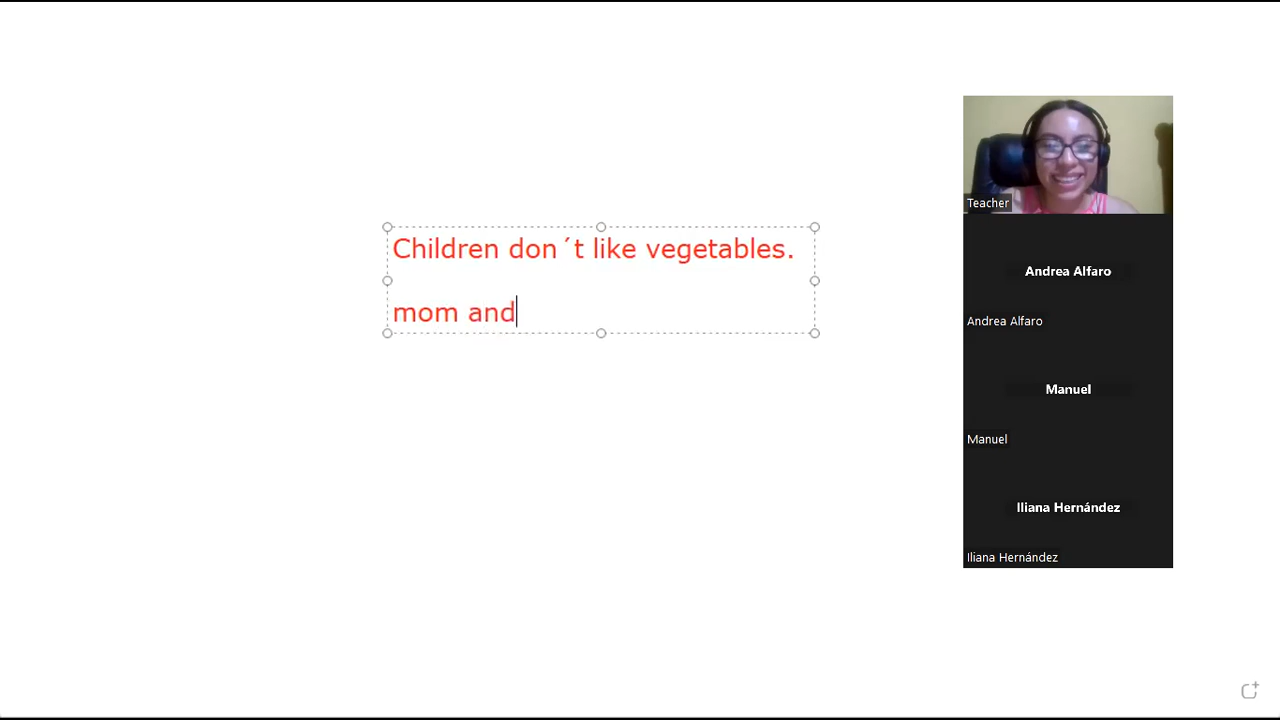 Children don´t like vegetables.
mom and
Teacher
Andrea Alfaro
Andrea Alfaro
Manuel
Manuel
Iliana Hernández
Iliana Hernández